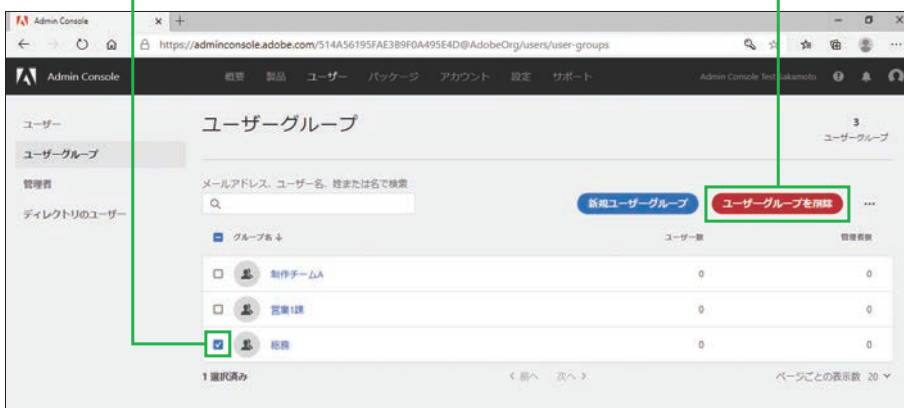 Admin Console
https://adminconsole.adobe.com/514A56195FAE3B9F0A495E4D@AdobeOrg/users/user-groups
Admin Console 概要 製品 ユーザー パッケージ アカウント 設定 サポート Admin Console Test Sakamoto
ユーザー
ユーザーグループ
管理者
ディレクトリのユーザー
ユーザーグループ
3
ユーザーグループ
メールアドレス、ユーザー名、姓または名で検索
新規ユーザーグループ ユーザーグループを削除 ...
グループ名↓ ユーザー数 管理者数
制作チームA 0 0
営業1課 0 0
総務 0 0
1 選択済み く 前へ 次へ > ページごとの表示数 20